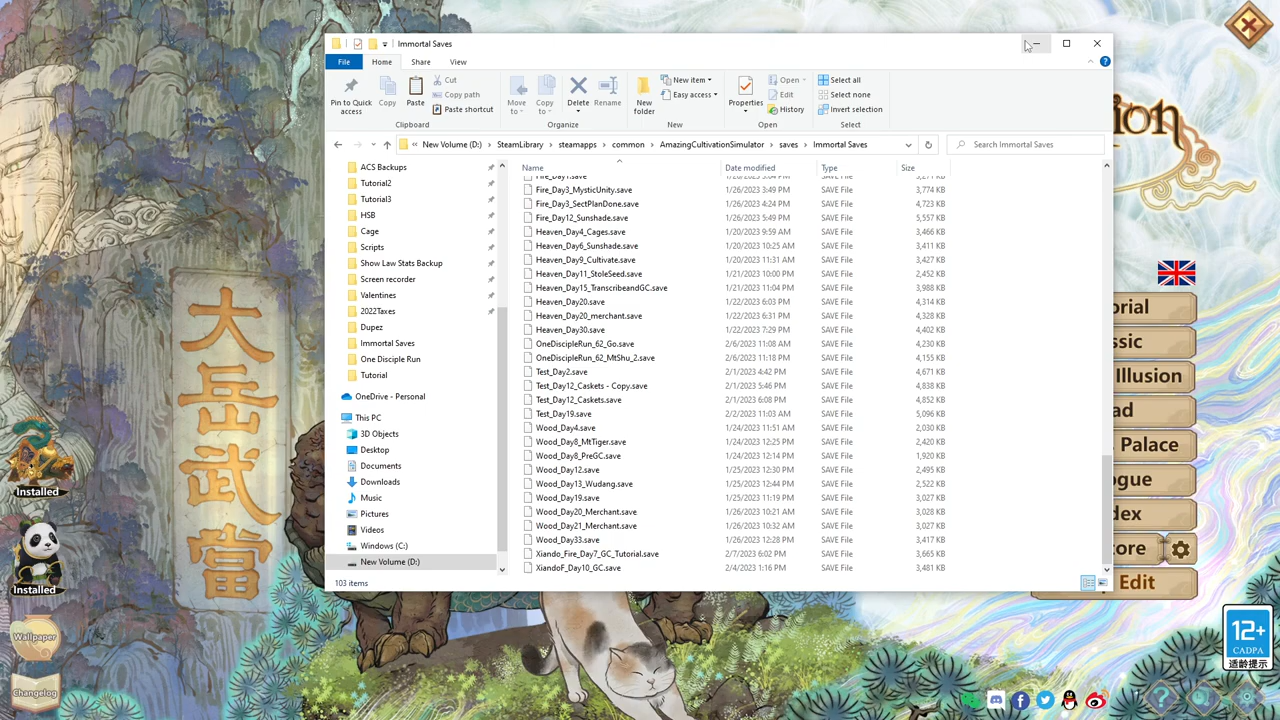 Immortal Saves
File
Home
Share
View
Pin to Quick access
Copy
Paste
Cut
Copy path
Paste shortcut
Clipboard
Move to
Copy to
Delete
Rename
Organize
New folder
New item
Easy access
New
Properties
Open
Edit
History
Open
Select all
Select none
Invert selection
Select
« New Volume (D:) > SteamLibrary > steamapps > common > AmazingCultivationSimulator > saves > Immortal Saves
Search Immortal Saves
ACS Backups
Tutorial2
Tutorial3
HSB
Cage
Scripts
Show Law Stats Backup
Screen recorder
Valentines
2022Taxes
Dupez
Immortal Saves
One Disciple Run
Tutorial
OneDrive - Personal
This PC
3D Objects
Desktop
Documents
Downloads
Music
Pictures
Videos
Windows (C:)
New Volume (D:)
Name Date modified Type Size
Fire_Day3_MysticUnity.save 1/26/2023 3:49 PM SAVE File 3,774 KB
Fire_Day3_SectPlanDone.save 1/26/2023 4:24 PM SAVE File 4,723 KB
Fire_Day12_Sunshade.save 1/26/2023 5:49 PM SAVE File 5,557 KB
Heaven_Day4_Cages.save 1/20/2023 9:59 AM SAVE File 3,466 KB
Heaven_Day6_Sunshade.save 1/20/2023 10:25 AM SAVE File 3,411 KB
Heaven_Day9_Cultivate.save 1/20/2023 11:31 AM SAVE File 3,427 KB
Heaven_Day11_StoleSeed.save 1/21/2023 10:00 PM SAVE File 2,452 KB
Heaven_Day15_TranscribeandGC.save 1/21/2023 11:04 PM SAVE File 3,988 KB
Heaven_Day20.save 1/22/2023 6:03 PM SAVE File 4,314 KB
Heaven_Day20_merchant.save 1/22/2023 6:31 PM SAVE File 4,328 KB
Heaven_Day30.save 1/22/2023 7:29 PM SAVE File 4,402 KB
OneDiscipleRun_62_Go.save 2/6/2023 11:08 AM SAVE File 4,230 KB
OneDiscipleRun_62_MtShu_2.save 2/6/2023 11:18 PM SAVE File 4,155 KB
Test_Day2.save 2/1/2023 4:42 PM SAVE File 4,671 KB
Test_Day12_Caskets - Copy.save 2/1/2023 5:46 PM SAVE File 4,838 KB
Test_Day12_Caskets.save 2/1/2023 6:08 PM SAVE File 4,852 KB
Test_Day19.save 2/2/2023 11:03 AM SAVE File 5,096 KB
Wood_Day4.save 1/24/2023 11:51 AM SAVE File 2,030 KB
Wood_Day8_MtTiger.save 1/24/2023 12:25 PM SAVE File 2,420 KB
Wood_Day8_PreGC.save 1/24/2023 12:14 PM SAVE File 1,920 KB
Wood_Day12.save 1/25/2023 12:30 PM SAVE File 2,495 KB
Wood_Day13_Wudang.save 1/25/2023 12:44 PM SAVE File 2,522 KB
Wood_Day19.save 1/25/2023 11:19 PM SAVE File 3,027 KB
Wood_Day20_Merchant.save 1/26/2023 10:21 AM SAVE File 3,028 KB
Wood_Day21_Merchant.save 1/26/2023 10:32 AM SAVE File 3,027 KB
Wood_Day33.save 1/26/2023 12:28 PM SAVE File 3,417 KB
Xiando_Fire_Day7_GC_Tutorial.save 2/7/2023 6:02 PM SAVE File 3,665 KB
XiandoF_Day10_GC.save 2/4/2023 1:16 PM SAVE File 3,481 KB
103 items
大岳武當
Installed
Installed
Wallpaper
Changelog
ion
orial
sic
Illusion
ad
Palace
ogue
dex
ore
Edit
12+
CADPA
适龄提示